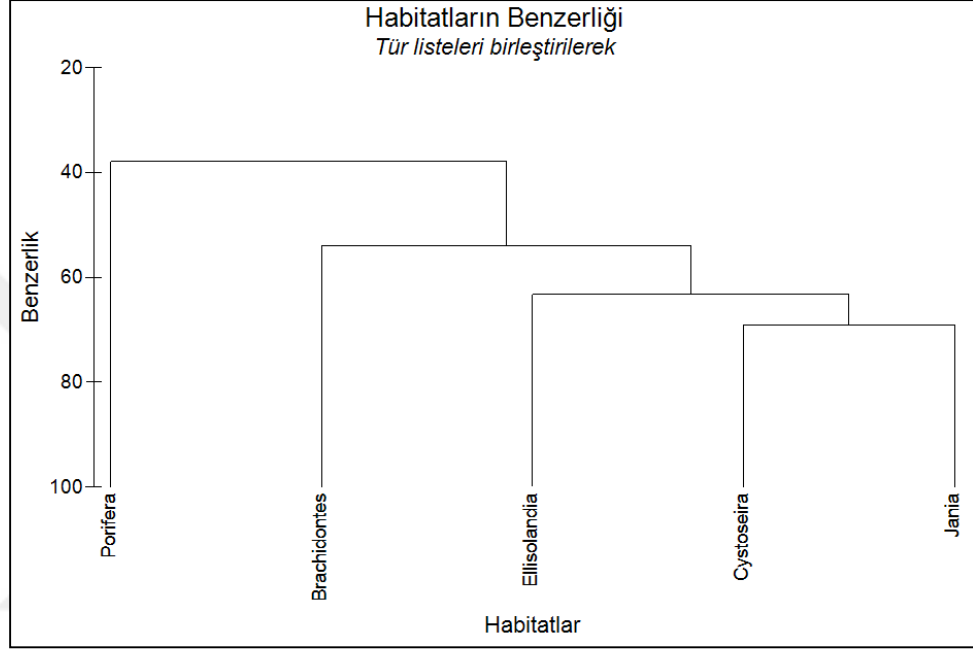 Habitatların Benzerliği
Tür listeleri birleştirilerek
20
40
60
80
100
Benzerlik
Porifera
Brachidontes
Ellisolandia
Cystoseira
Jania
Habitatlar